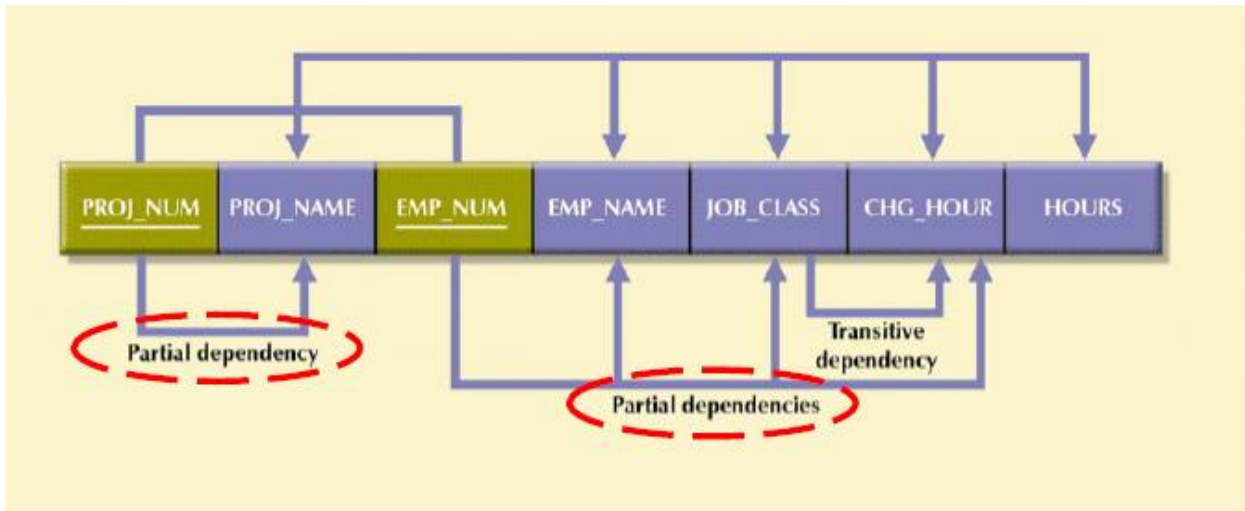 PROJ_NUM PROJ_NAME EMP_NUM EMP_NAME JOB_CLASS CHG_HOUR HOURS
Partial dependency
Transitive
dependency
Partial dependencies